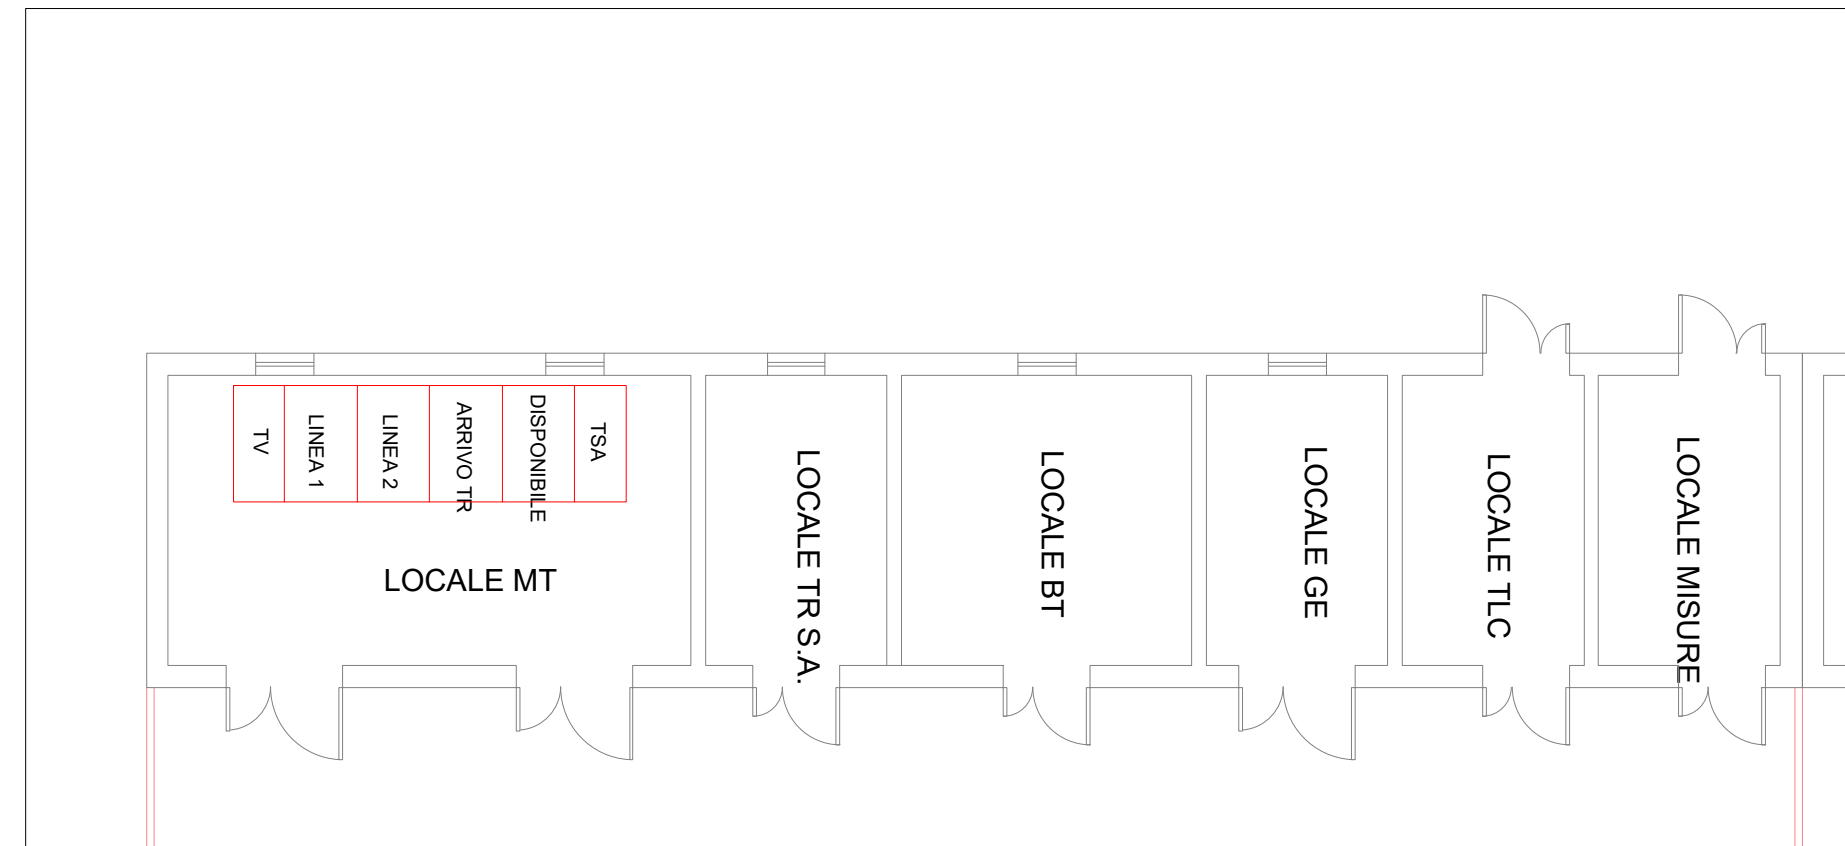 TV
LINEA 1
LINEA 2
ARRIVO TR
DISPONIBILE
TSA
LOCALE MT
LOCALE TR S.A.
LOCALE BT
LOCALE GE
LOCALE TLC
LOCALE MISURE